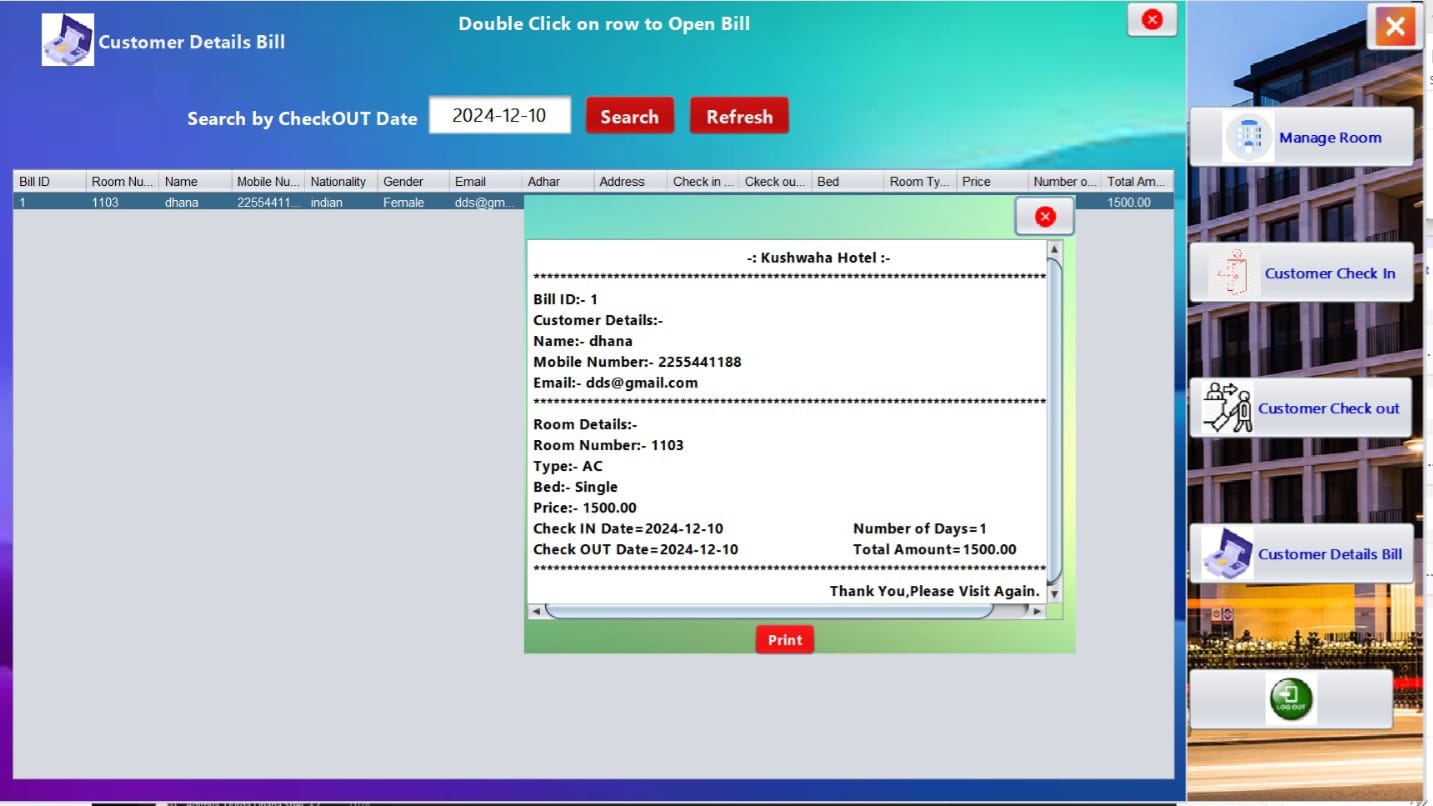 Double Click on row to Open Bill
Customer Details Bill
Search by CheckOUT Date 2024-12-10 Search Refresh
Bill ID Room Nu... Name Mobile Nu... Nationality Gender Email Adhar Address Check in ... Ckeck ou... Bed Room Ty... Price Number o... Total Am...
1 1103 dhana 22554411... indian Female dds@gm... 1500.00
-: Kushwaha Hotel :-
Bill ID:- 1
Customer Details:-
Name:- dhana
Mobile Number:- 2255441188
Email:- dds@gmail.com
Room Details:-
Room Number:- 1103
Type:- AC
Bed:- Single
Price:- 1500.00
Check IN Date=2024-12-10 Number of Days=1
Check OUT Date=2024-12-10 Total Amount=1500.00
Thank You,Please Visit Again.
Print
Manage Room
Customer Check In
Customer Check out
Customer Details Bill
LOG OUT